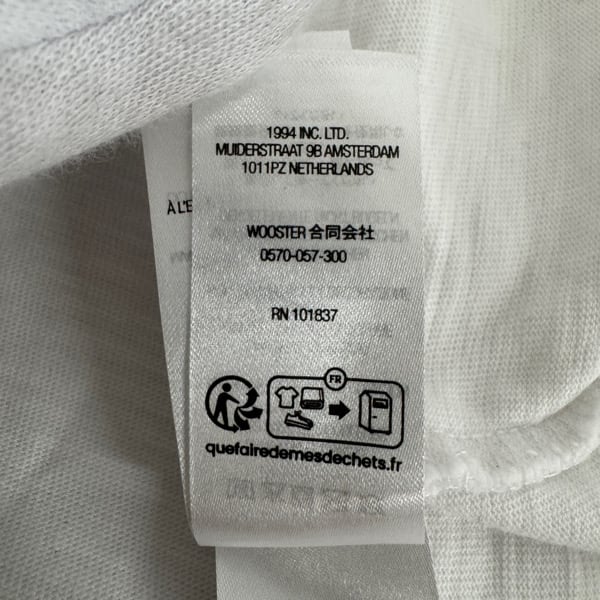 1994 INC. LTD.
MUIDERSTRAAT 9B AMSTERDAM
1011PZ NETHERLANDS
À L'E
WOOSTER 合同会社
0570-057-300
RN 101837
FR
quefairedemesdechets.fr